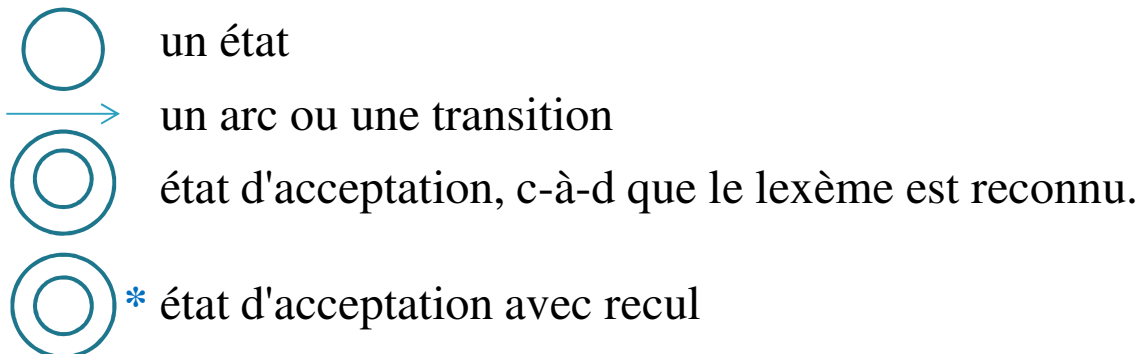 un état
un arc ou une transition
état d'acceptation, c-à-d que le lexème est reconnu.
* état d'acceptation avec recul